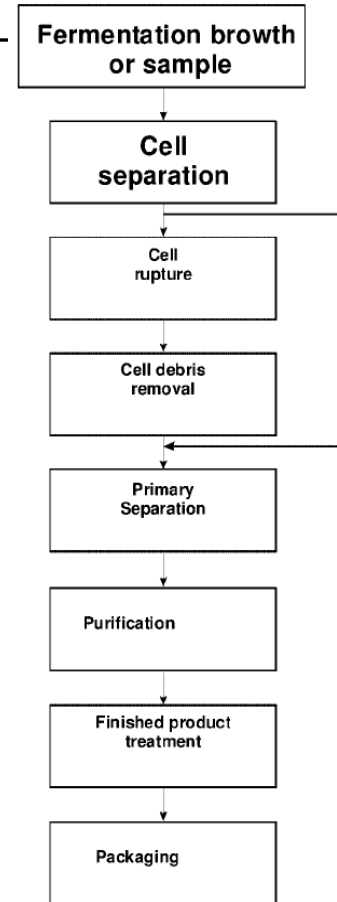 Fermentation browth
or sample
Cell
separation
Cell
rupture
Cell debris
removal
Primary
Separation
Purification
Finished product
treatment
Packaging